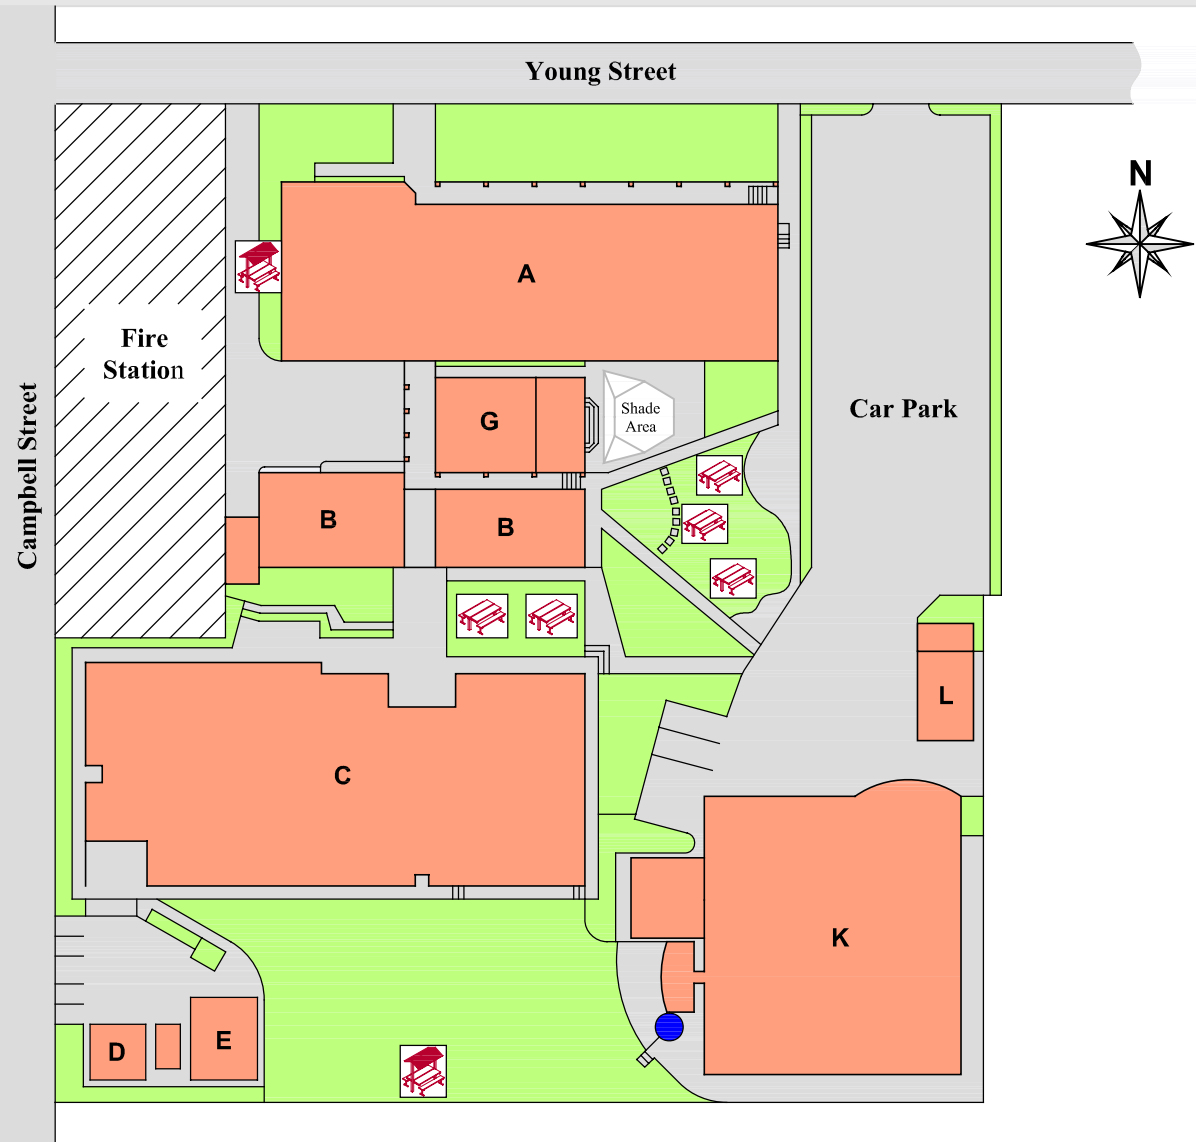 Young Street
N
A
Fire
Station
Campbell Street
Shade
Area
G
Car Park
B
B
L
C
K
D
E